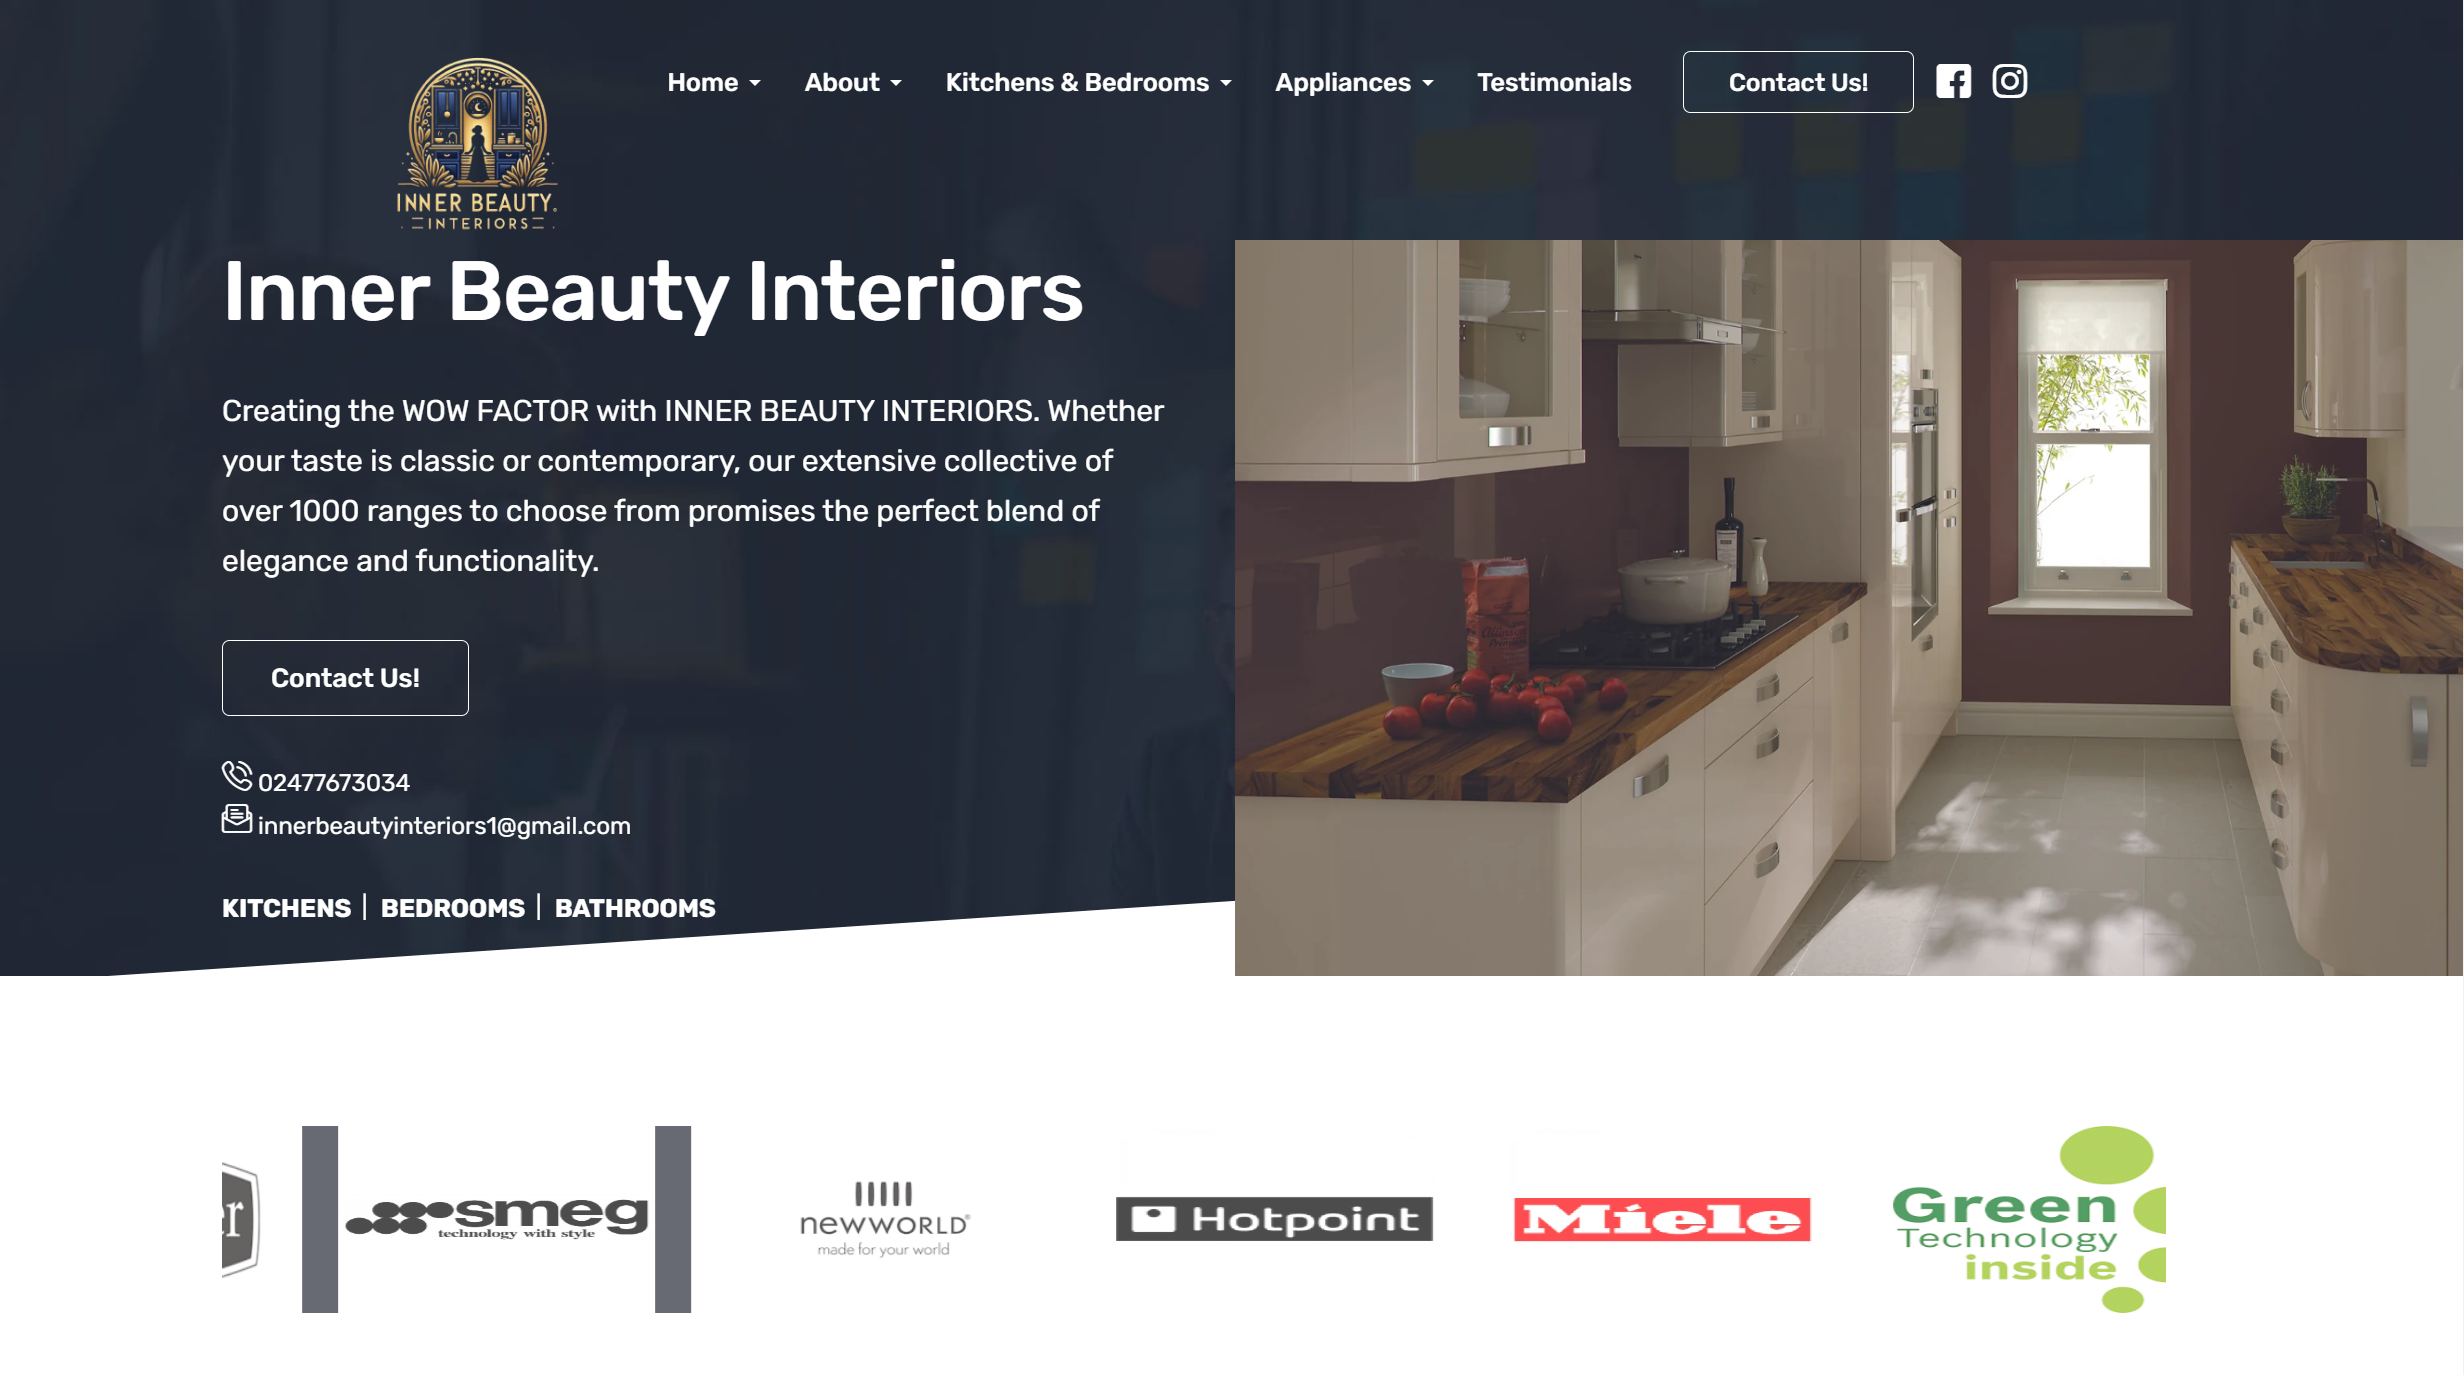 Home
About
Kitchens & Bedrooms
Appliances
Testimonials
Contact Us!
INNER BEAUTY
INTERIORS
Inner Beauty Interiors
Creating the WOW FACTOR with INNER BEAUTY INTERIORS. Whether
your taste is classic or contemporary, our extensive collective of
over 1000 ranges to choose from promises the perfect blend of
elegance and functionality.
Contact Us!
02477673034
innerbeautyinteriors1@gmail.com
KITCHENS | BEDROOMS | BATHROOMS
smeg
technology with style
newworld®
made for your world
Hotpoint
Miele
Green
Technology
inside